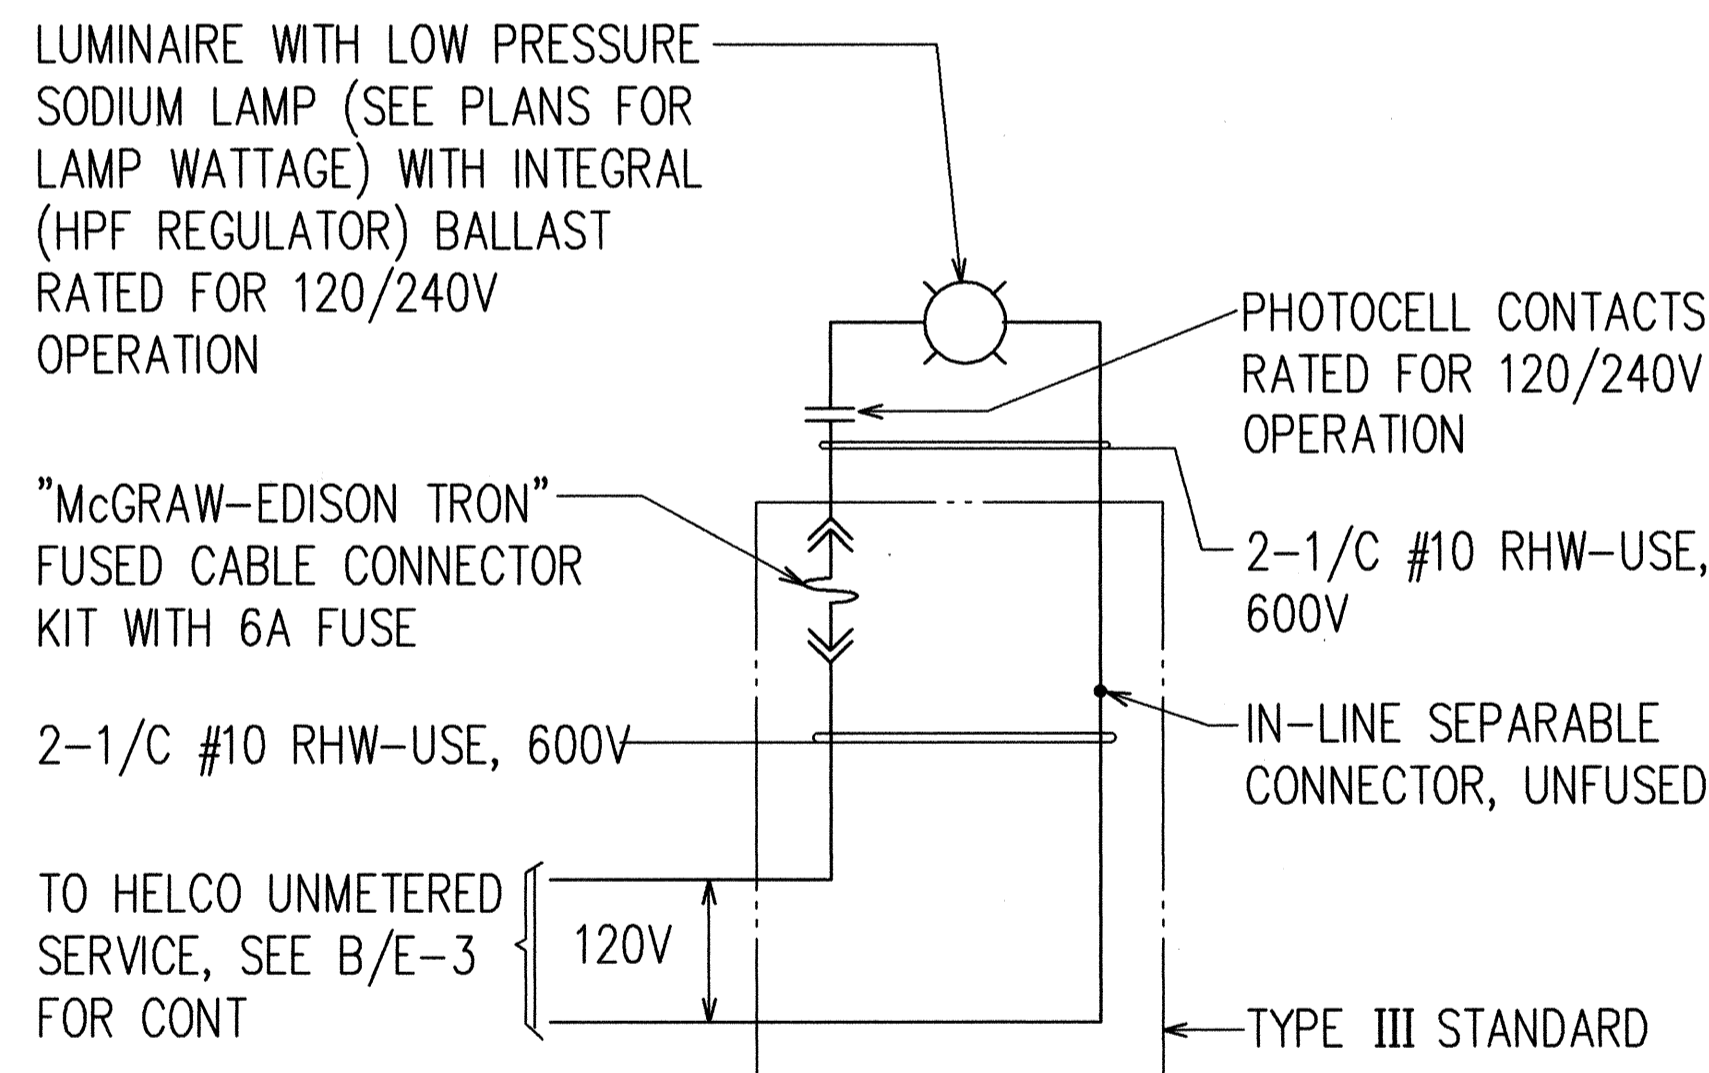 LUMINAIRE WITH LOW PRESSURE
SODIUM LAMP (SEE PLANS FOR
LAMP WATTAGE) WITH INTEGRAL
(HPF REGULATOR) BALLAST
RATED FOR 120/240V
OPERATION
PHOTOCELL CONTACTS
RATED FOR 120/240V
OPERATION
"McGRAW-EDISON TRON"
FUSED CABLE CONNECTOR
KIT WITH 6A FUSE
2-1/C #10 RHW-USE,
600V
2-1/C #10 RHW-USE, 600V
IN-LINE SEPARABLE
CONNECTOR, UNFUSED
TO HELCO UNMETERED
SERVICE, SEE B/E-3
FOR CONT
120V
TYPE III STANDARD